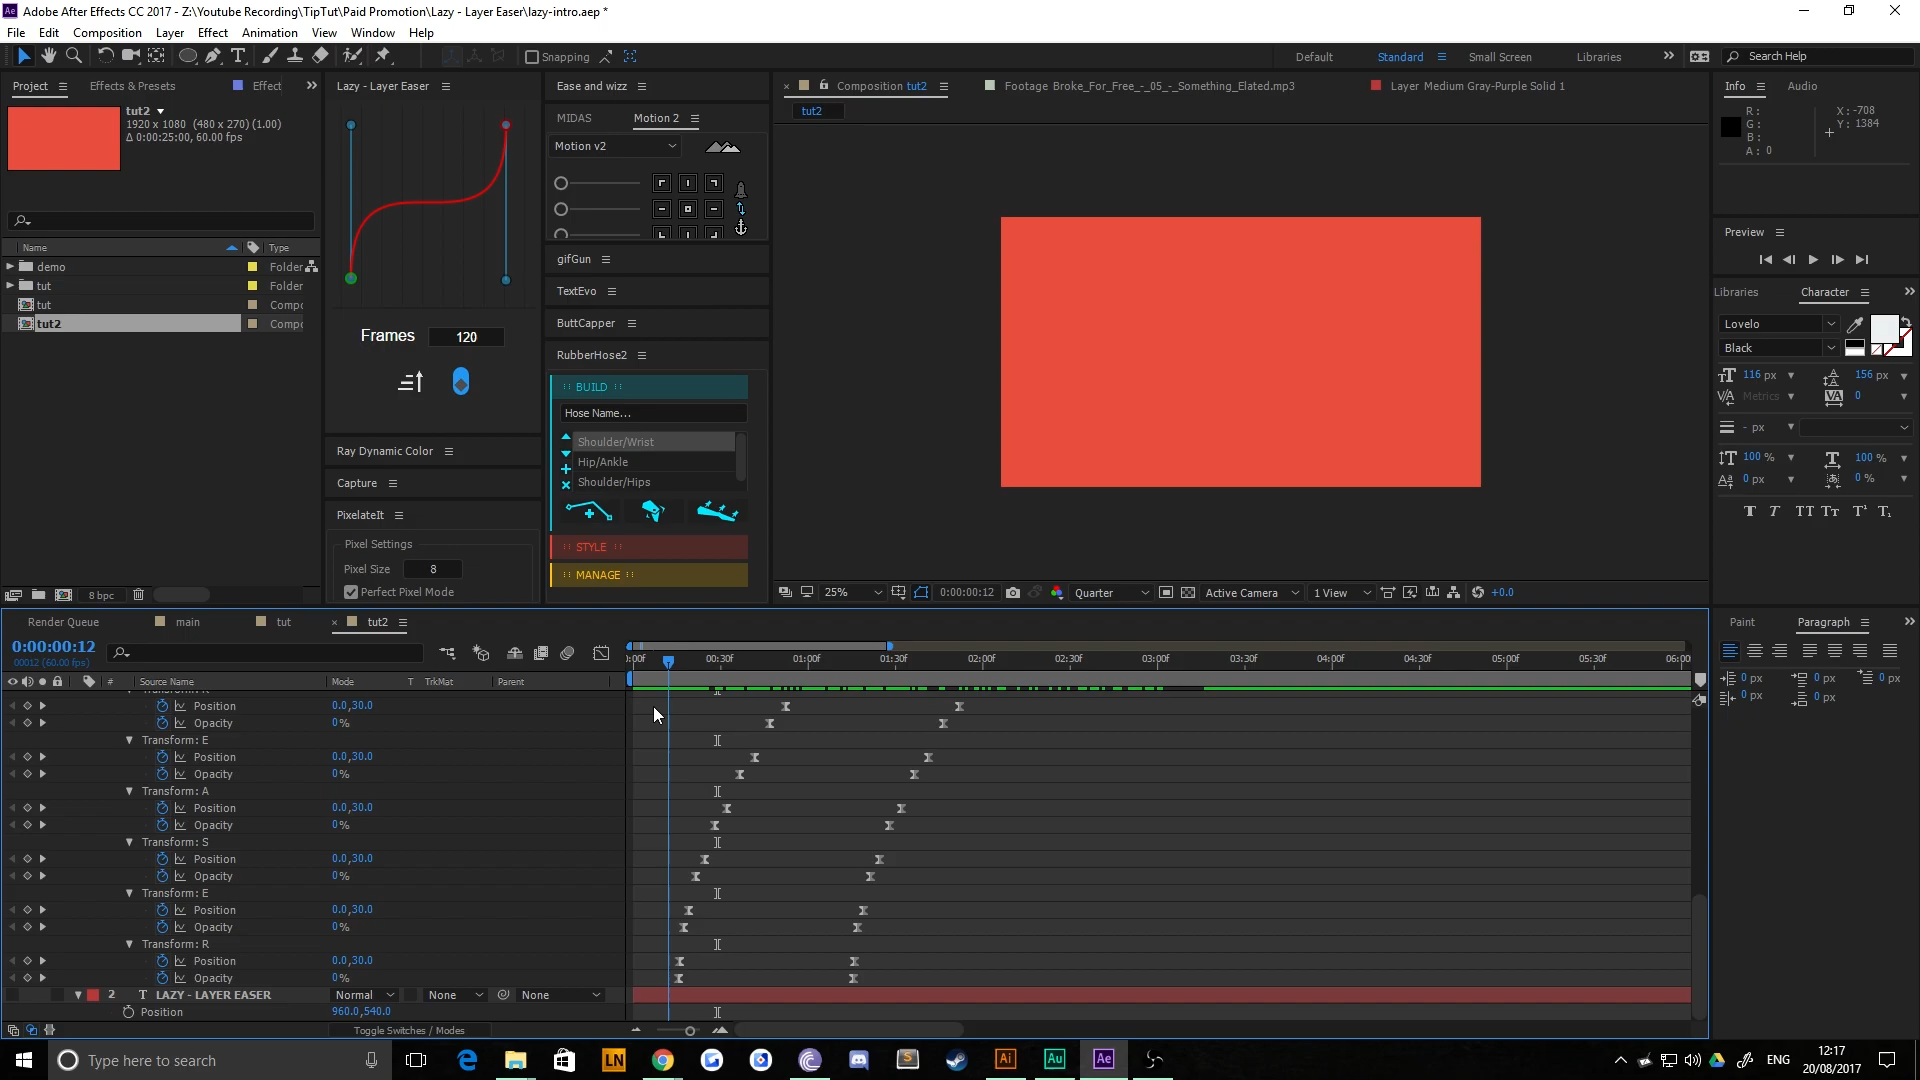 Adobe After Effects CC 2017 - Z:\Youtube Recording\TipTut\Paid Promotion\Lazy - Layer Easer\lazy-intro.aep *
File Edit Composition Layer Effect Animation View Window Help
Snapping
Default Standard Small Screen Libraries Search Help
Project Effects & Presets Effect
tut2
1920 x 1080 (480 x 270) (1.00)
Δ 0:00:25:00, 60.00 fps
Name Type
demo Folder
tut Folder
tut Compo
tut2 Compo
8 bpc
Lazy - Layer Easer
Frames 120
Ray Dynamic Color
Capture
PixelateIt
Pixel Settings
Pixel Size 8
Perfect Pixel Mode
Ease and wizz
MIDAS Motion 2
Motion v2
gifGun
TextEvo
ButtCapper
RubberHose2
:: BUILD ::
Hose Name...
Shoulder/Wrist
Hip/Ankle
Shoulder/Hips
:: STYLE ::
:: MANAGE ::
Composition tut2 Footage Broke_For_Free_-_05_-_Something_Elated.mp3 Layer Medium Gray-Purple Solid 1
tut2
25% 0:00:00:12 Quarter Active Camera 1 View +0.0
Info Audio
R: X: -708
G: Y: 1384
B:
A: 0
Preview
Libraries Character
Lovelo
Black
116 px 156 px
Metrics 0
- px
100 % 100 %
0 px 0 %
T T TT Tt T¹ T₁
Render Queue main tut tut2
0:00:00:12
00012 (60.00 fps)
:00f 00:30f 01:00f 01:30f 02:00f 02:30f 03:00f 03:30f 04:00f 04:30f 05:00f 05:30f 06:00
# Source Name Mode T TrkMat Parent
Position 0.0,30.0
Opacity 0%
Transform: E
Position 0.0,30.0
Opacity 0%
Transform: A
Position 0.0,30.0
Opacity 0%
Transform: S
Position 0.0,30.0
Opacity 0%
Transform: E
Position 0.0,30.0
Opacity 0%
Transform: R
Position 0.0,30.0
Opacity 0%
2 T LAZY - LAYER EASER Normal None None
Position 960.0,540.0
Toggle Switches / Modes
Paint Paragraph
0 px 0 px 0 px
0 px 0 px
Type here to search
LN
S
Ai
Au
Ae
ENG
12:17
20/08/2017